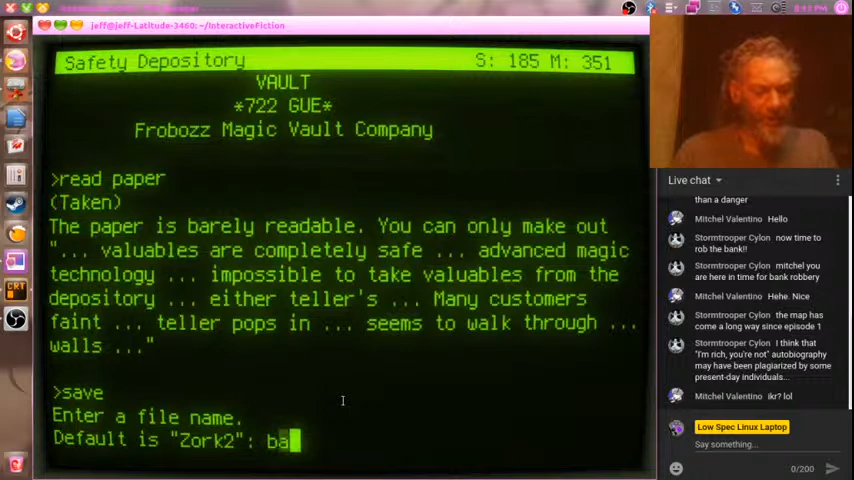 8:41 PM
jeff@jeff-Latitude-3460: ~/InteractiveFiction
Safety Depository S: 185 M: 351
VAULT
*722 GUE*
Frobozz Magic Vault Company
>read paper
(Taken)
The paper is barely readable. You can only make out
"... valuables are completely safe ... advanced magic
technology ... impossible to take valuables from the
depository ... either teller's ... Many customers
faint ... teller pops in ... seems to walk through ...
walls ..."
>save
Enter a file name.
Default is "Zork2": ba
CRT
Live chat
than a danger
Mitchel Valentino Hello
Stormtrooper Cylon now time to
rob the bank!!
Stormtrooper Cylon mitchel you
are here in time for bank robbery
Mitchel Valentino Hehe. Nice
Stormtrooper Cylon the map has
come a long way since episode 1
Stormtrooper Cylon I think that
"I'm rich, you're not" autobiography
may have been plagiarized by some
present-day individuals...
Mitchel Valentino ikr? lol
Low Spec Linux Laptop
Say something...
0/200